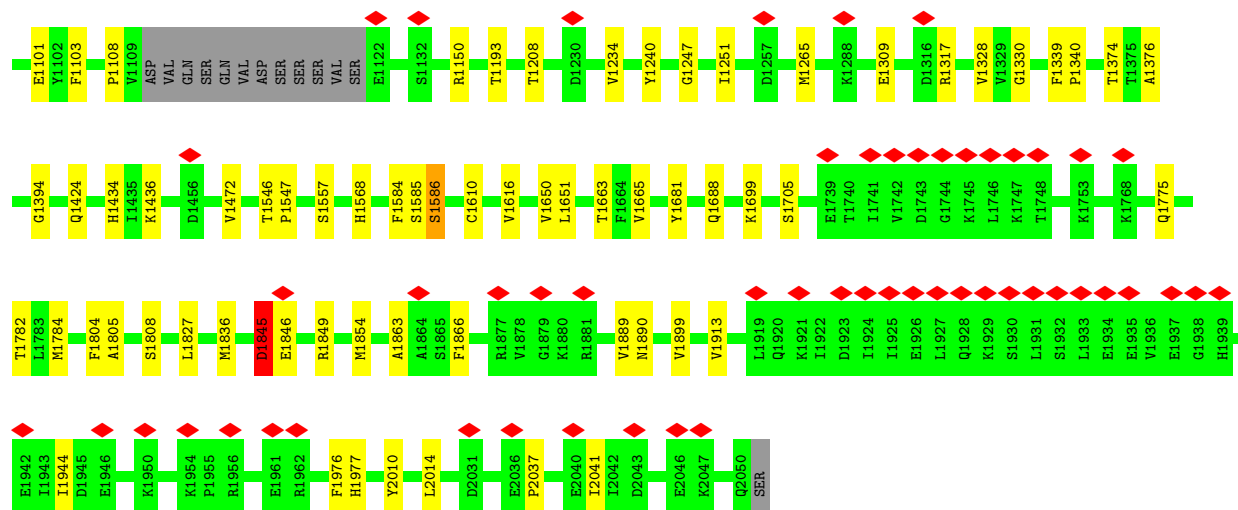 E1101 Y1102 F1103 P1108 V1109 ASP VAL GLN SER GLN VAL ASP SER SER SER VAL SER E1122 S1132 R1150 T1193 T1208 D1230 V1234 Y1240 G1247 I1251 D1257 M1265 K1288 E1309 D1316 R1317 V1328 V1329 G1330 F1339 P1340 T1374 T1375 A1376
G1394 Q1424 H1434 I1435 K1436 D1456 V1472 T1546 P1547 S1557 H1568 F1584 S1585 S1586 C1610 V1616 V1650 L1651 T1663 F1664 V1665 Y1681 Q1688 K1699 S1705 E1739 T1740 I1741 V1742 D1743 G1744 K1745 L1746 K1747 T1748 K1753 K1768 Q1775
T1782 L1783 M1784 F1804 A1805 S1808 L1827 M1836 D1845 E1846 R1849 M1854 A1863 A1864 S1865 F1866 R1877 V1878 G1879 K1880 R1881 V1889 N1890 V1899 V1913 L1919 Q1920 K1921 I1922 D1923 I1924 I1925 E1926 L1927 Q1928 K1929 S1930 L1931 S1932 L1933 E1934 E1935 V1936 E1937 G1938 H1939
E1942 I1943 I1944 D1945 E1946 K1950 K1954 P1955 R1956 E1961 R1962 F1976 H1977 Y2010 L2014 D2031 E2036 P2037 E2040 I2041 I2042 D2043 E2046 K2047 Q2050 SER